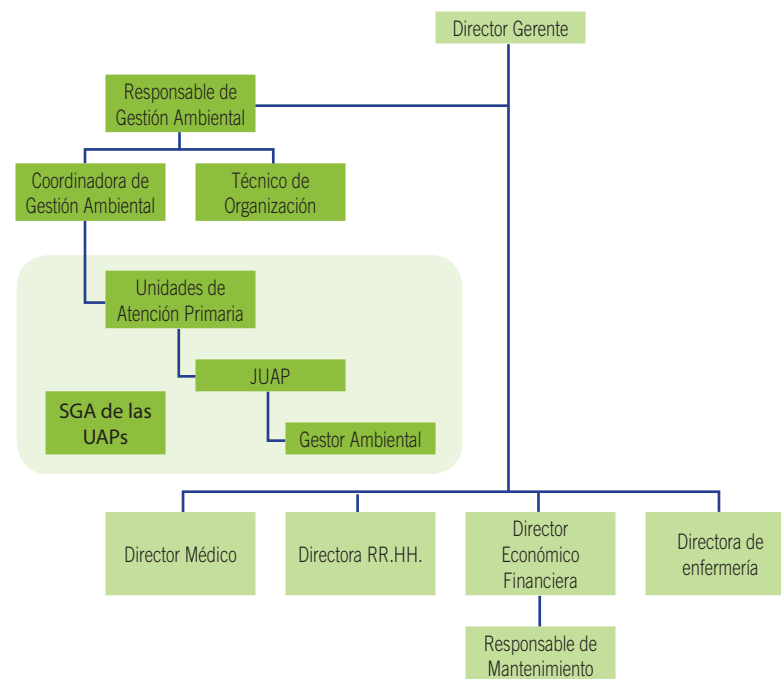 Director Gerente
Responsable de
Gestión Ambiental
Coordinadora de
Gestión Ambiental
Técnico de
Organización
Unidades de
Atención Primaria
JUAP
SGA de las
UAPs
Gestor Ambiental
Director Médico
Directora RR.HH.
Director
Económico
Financiera
Directora de
enfermería
Responsable de
Mantenimiento